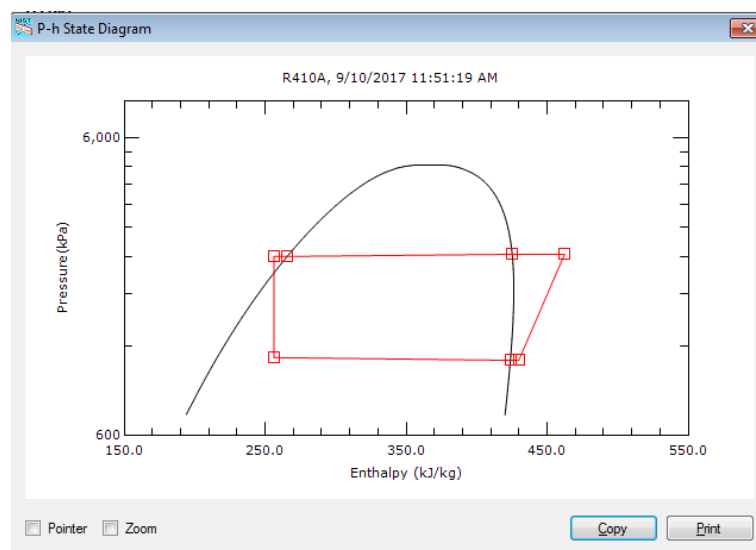 P-h State Diagram
R410A, 9/10/2017 11:51:19 AM
6,000
Pressure (kPa)
600
150.0 250.0 350.0 450.0 550.0
Enthalpy (kJ/kg)
Pointer Zoom Copy Print